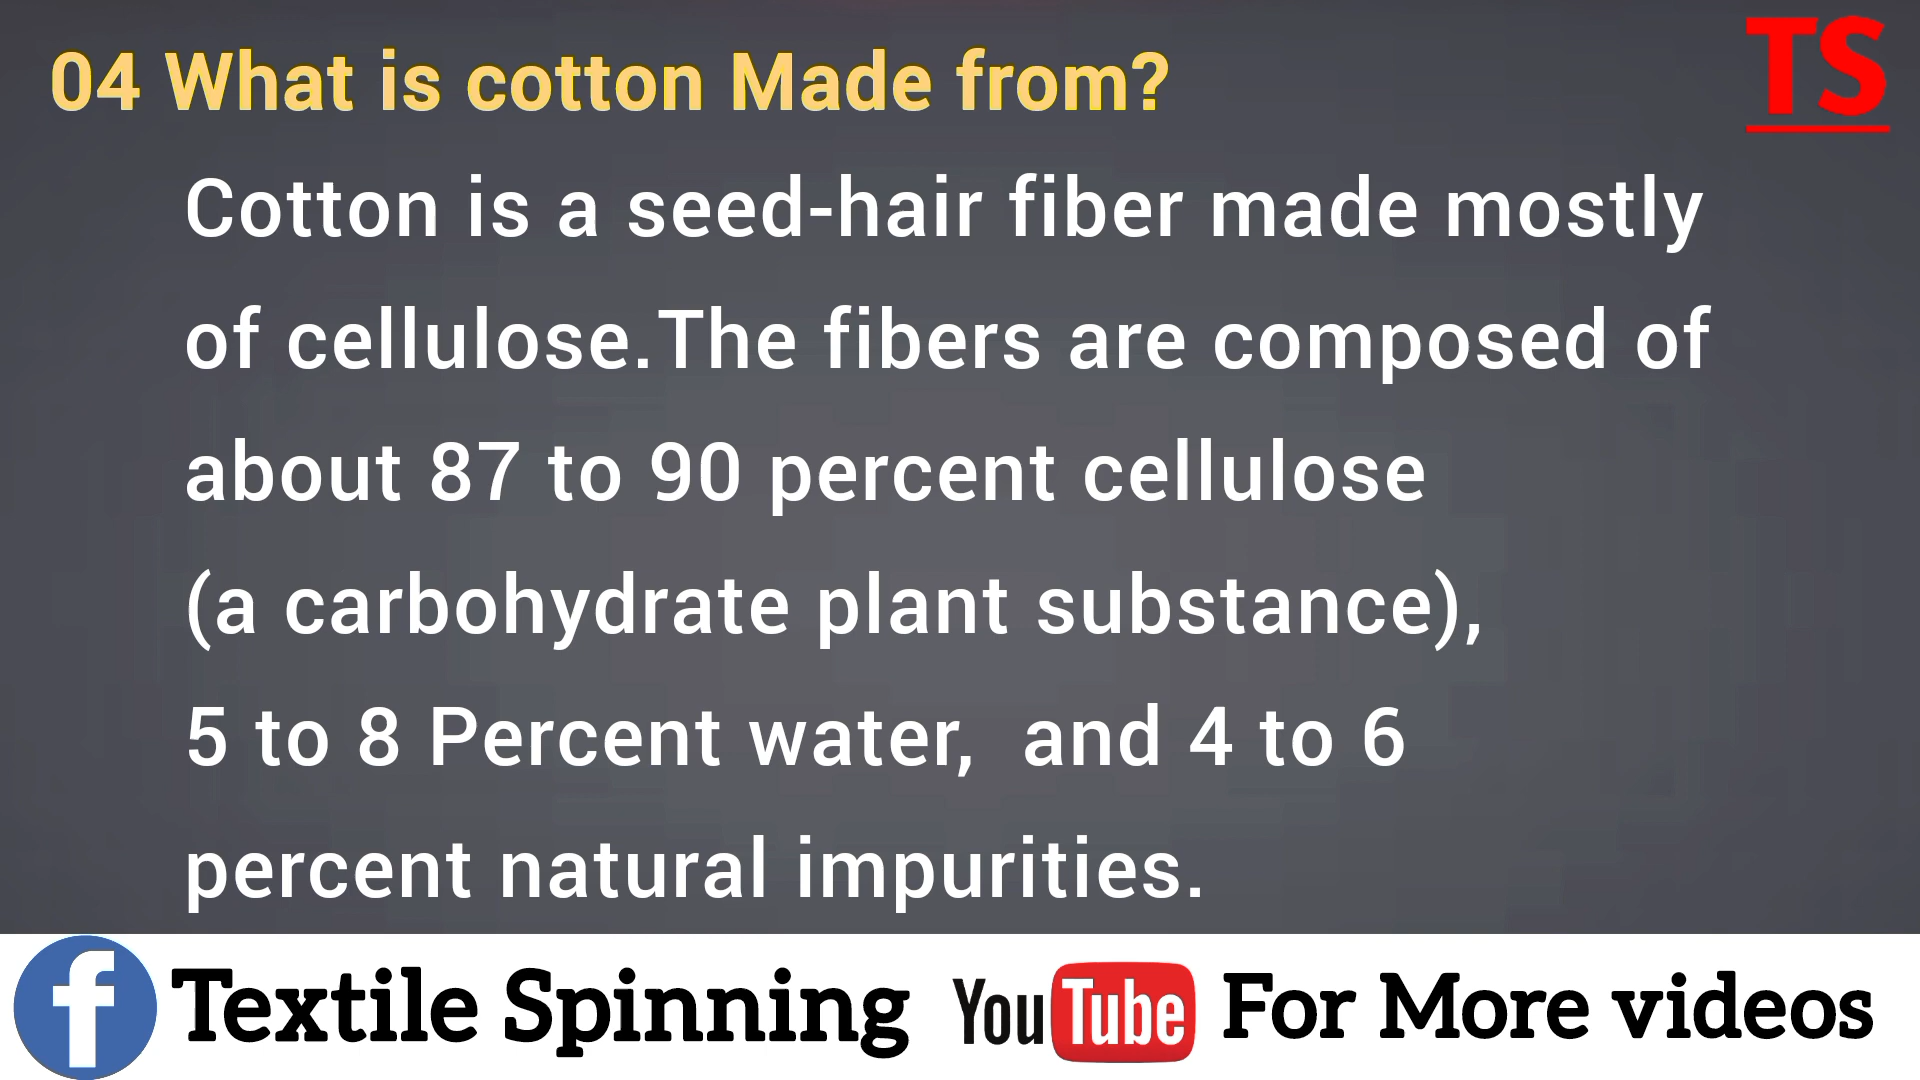 04 What is cotton Made from?
TS
Cotton is a seed-hair fiber made mostly
of cellulose.The fibers are composed of
about 87 to 90 percent cellulose
(a carbohydrate plant substance),
5 to 8 Percent water,  and 4 to 6
percent natural impurities.
f Textile Spinning YouTube For More videos